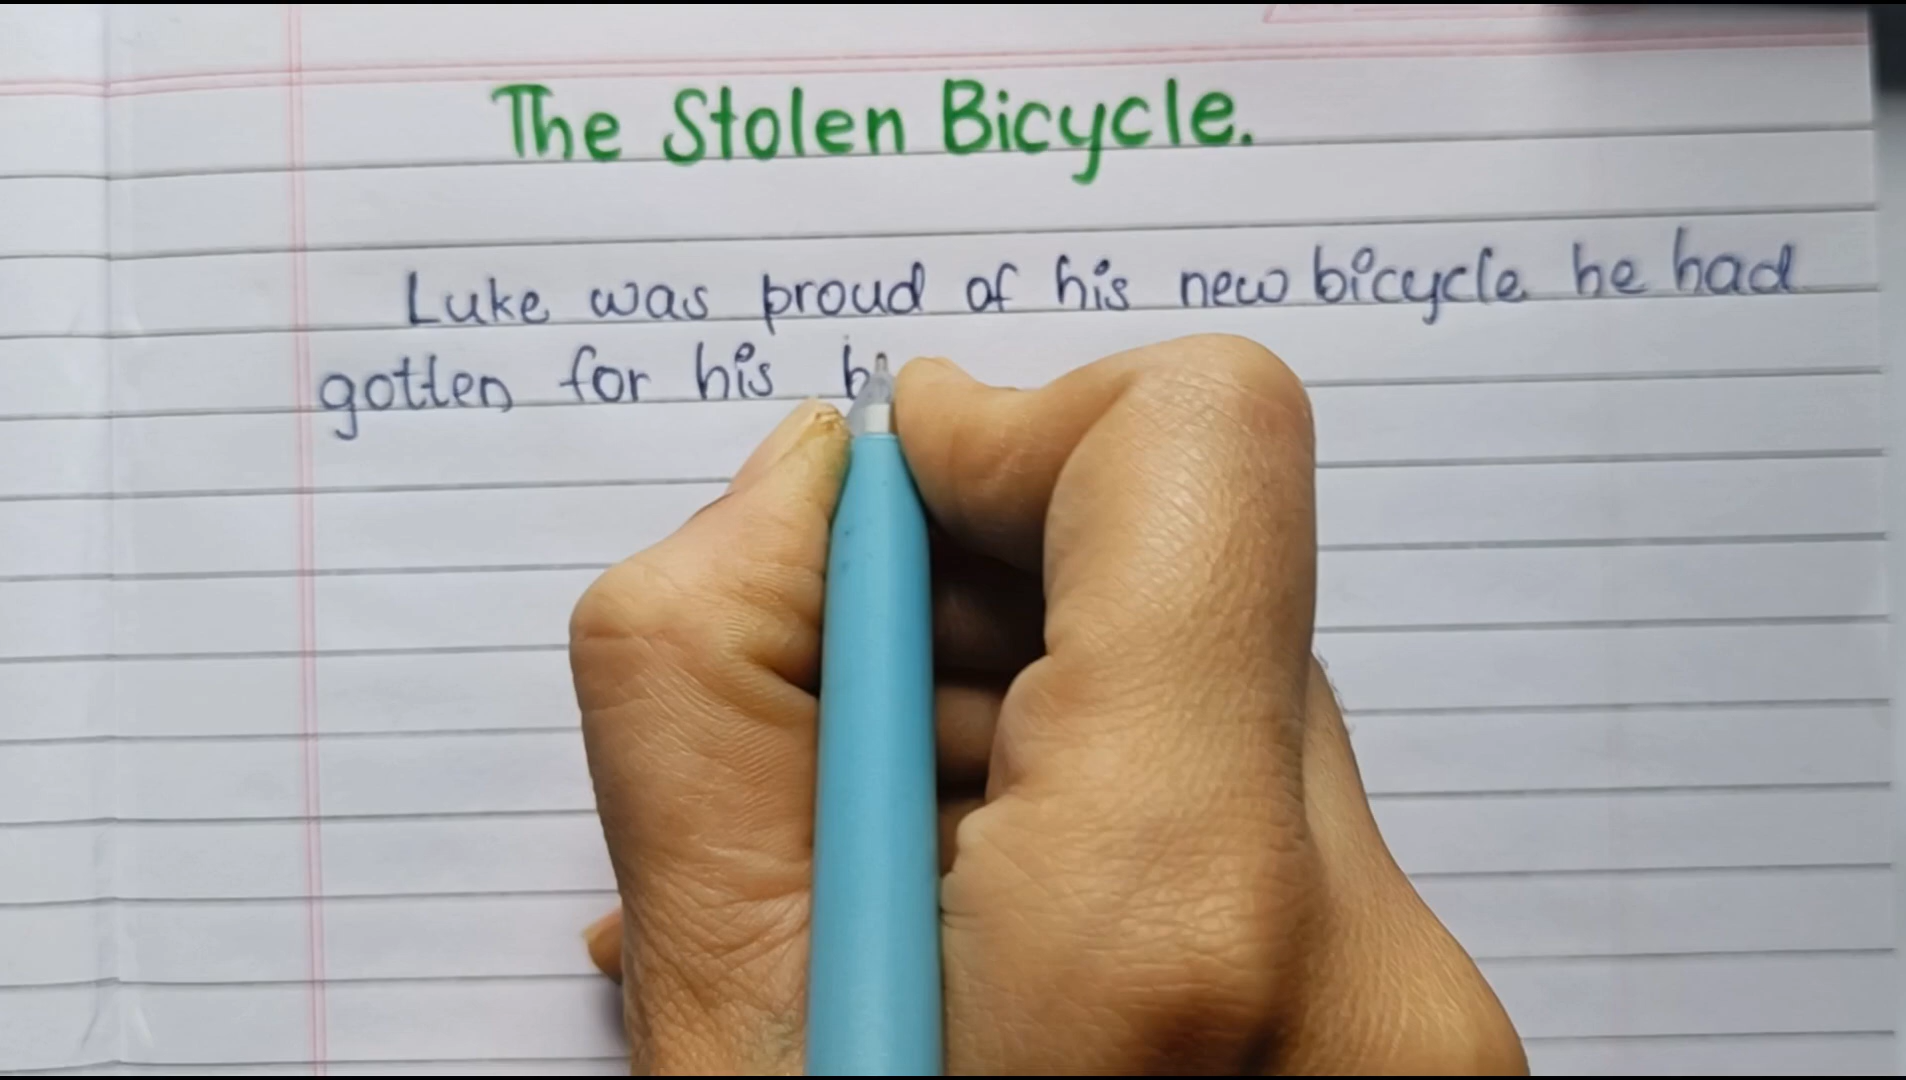 The Stolen Bicycle.
Luke was proud of his new bicycle he had
gotten for his b